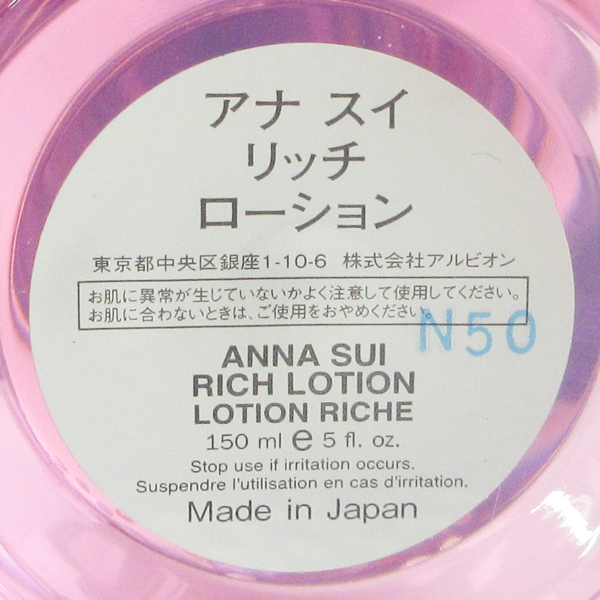 アナ スイ
リッチ
ローション
東京都中央区銀座1-10-6 株式会社アルビオン
お肌に異常が生じていないかよく注意して使用してください。
お肌に合わないときは、ご使用をおやめください。
N50
ANNA SUI
RICH LOTION
LOTION RICHE
150 ml e 5 fl. oz.
Stop use if irritation occurs.
Suspendre l'utilisation en cas d'irritation.
Made in Japan